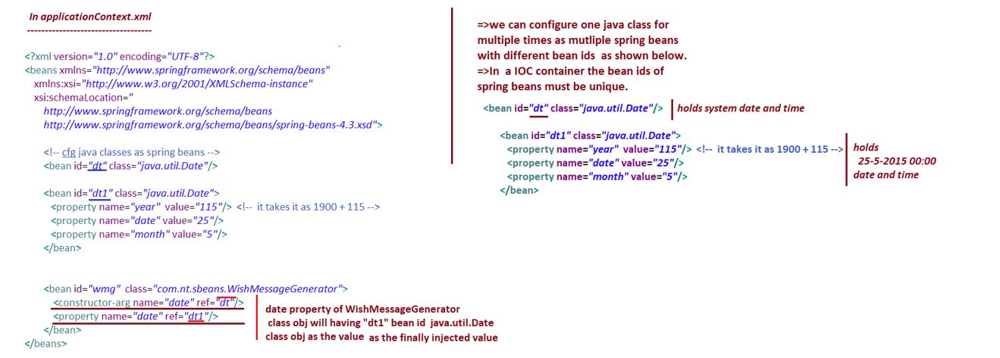 In applicationContext.xml
-----------------------------------
<?xml version="1.0" encoding="UTF-8"?>
<beans xmlns="http://www.springframework.org/schema/beans"
xmlns:xsi="http://www.w3.org/2001/XMLSchema-instance"
xsi:schemaLocation="
http://www.springframework.org/schema/beans
http://www.springframework.org/schema/beans/spring-beans-4.3.xsd">
<!-- cfg java classes as spring beans -->
<bean id="dt" class="java.util.Date"/>
<bean id="dt1" class="java.util.Date">
<property name="year" value="115"/> <!-- it takes it as 1900 + 115 -->
<property name="date" value="25"/>
<property name="month" value="5"/>
</bean>
<bean id="wmg" class="com.nt.sbeans.WishMessageGenerator">
<constructor-arg name="date" ref="dt"/>
<property name="date" ref="dt1"/>
</bean>
</beans>
date property of WishMessageGenerator
class obj will having "dt1" bean id java.util.Date
class obj as the value as the finally injected value
=>we can configure one java class for
multiple times as mutliple spring beans
with different bean ids as shown below.
=>In a IOC container the bean ids of
spring beans must be unique.
<bean id="dt" class="java.util.Date"/>
holds system date and time
<bean id="dt1" class="java.util.Date">
<property name="year" value="115"/> <!-- it takes it as 1900 + 115 -->
<property name="date" value="25"/>
<property name="month" value="5"/>
</bean>
holds
25-5-2015 00:00
date and time